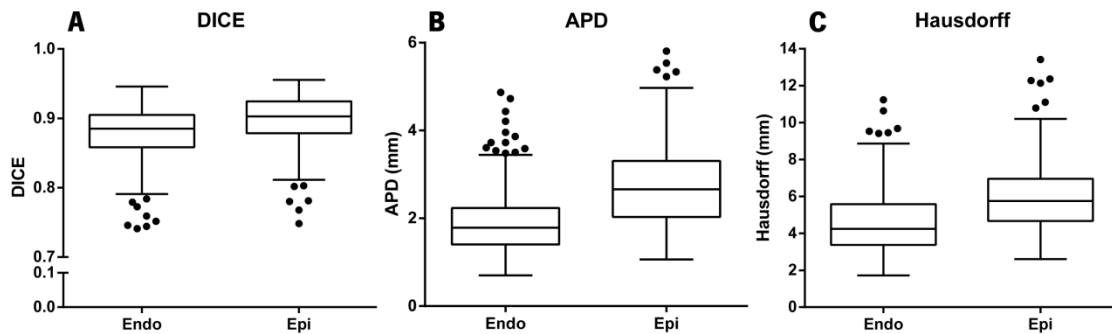 A DICE
DICE
1.0
0.9
0.8
0.7
0.1
0.0
Endo Epi
B APD
APD (mm)
6
4
2
0
Endo Epi
C Hausdorff
Hausdorff (mm)
14
12
10
8
6
4
2
0
Endo Epi